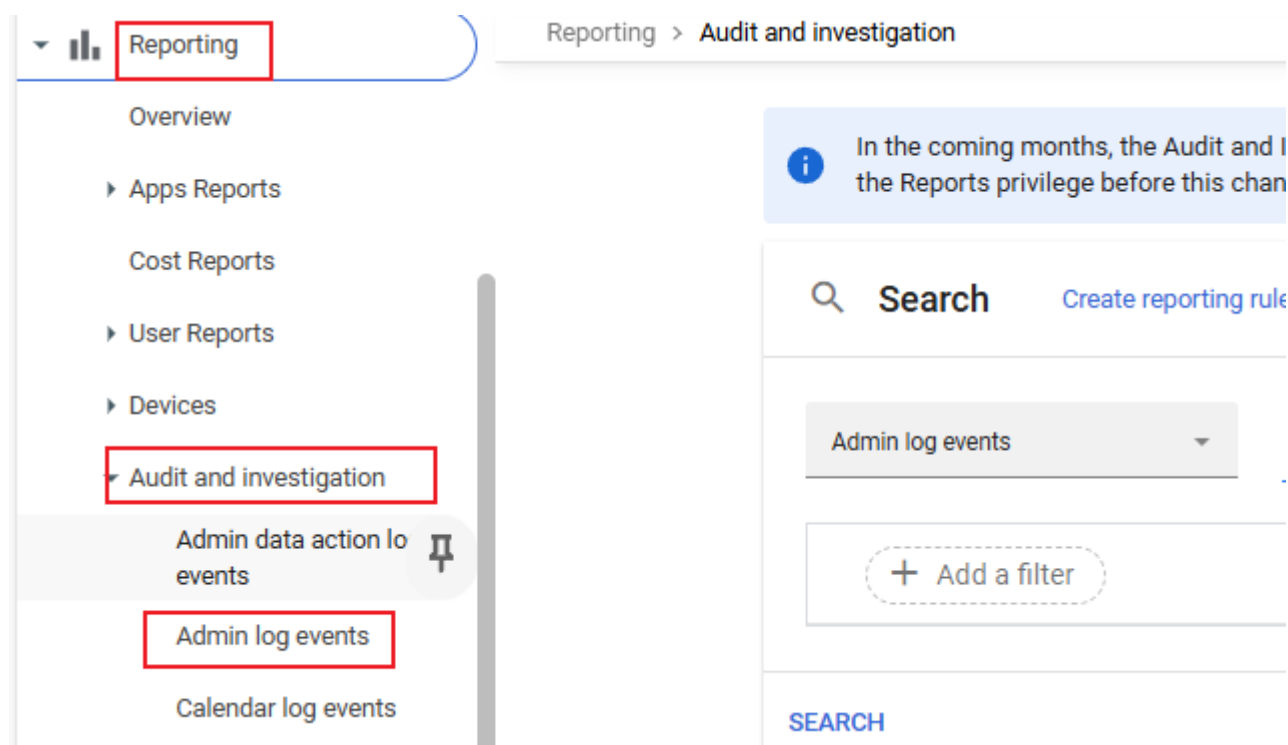 Reporting
Overview
Apps Reports
Cost Reports
User Reports
Devices
Audit and investigation
Admin data action lo
events
Admin log events
Calendar log events
Reporting > Audit and investigation
In the coming months, the Audit and I
the Reports privilege before this chan
Search Create reporting rule
Admin log events
+ Add a filter
SEARCH